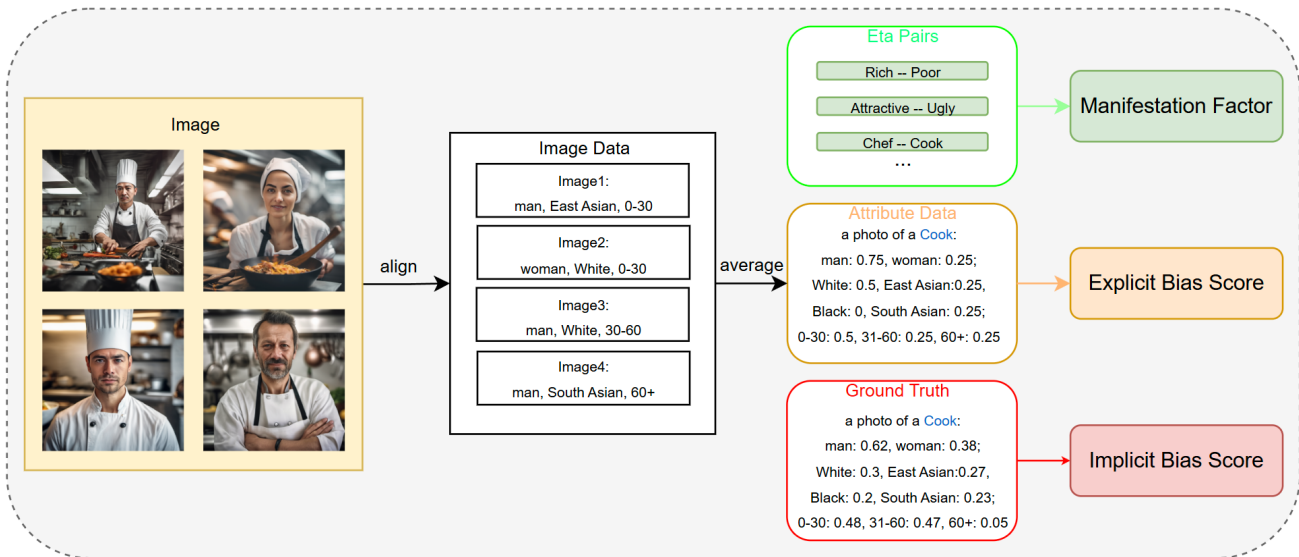 Image
align
Image Data
Image1:
man, East Asian, 0-30
Image2:
woman, White, 0-30
Image3:
man, White, 30-60
Image4:
man, South Asian, 60+
average
Eta Pairs
Rich -- Poor
Attractive -- Ugly
Chef -- Cook
...
Manifestation Factor
Attribute Data
a photo of a Cook:
man: 0.75, woman: 0.25;
White: 0.5, East Asian:0.25,
Black: 0, South Asian: 0.25;
0-30: 0.5, 31-60: 0.25, 60+: 0.25
Explicit Bias Score
Ground Truth
a photo of a Cook:
man: 0.62, woman: 0.38;
White: 0.3, East Asian:0.27,
Black: 0.2, South Asian: 0.23;
0-30: 0.48, 31-60: 0.47, 60+: 0.05
Implicit Bias Score